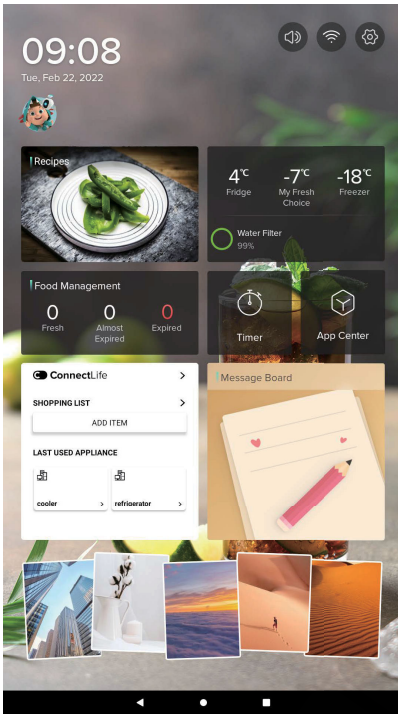 09:08
Tue, Feb 22, 2022
Recipes
4°C
-7°C
-18°C
Fridge
My Fresh
Choice
Freezer
Water Filter
99%
Food Management
0
0
0
Fresh
Almost
Expired
Expired
Timer
App Center
ConnectLife
SHOPPING LIST
ADD ITEM
LAST USED APPLIANCE
cooler
refrioerator
Message Board